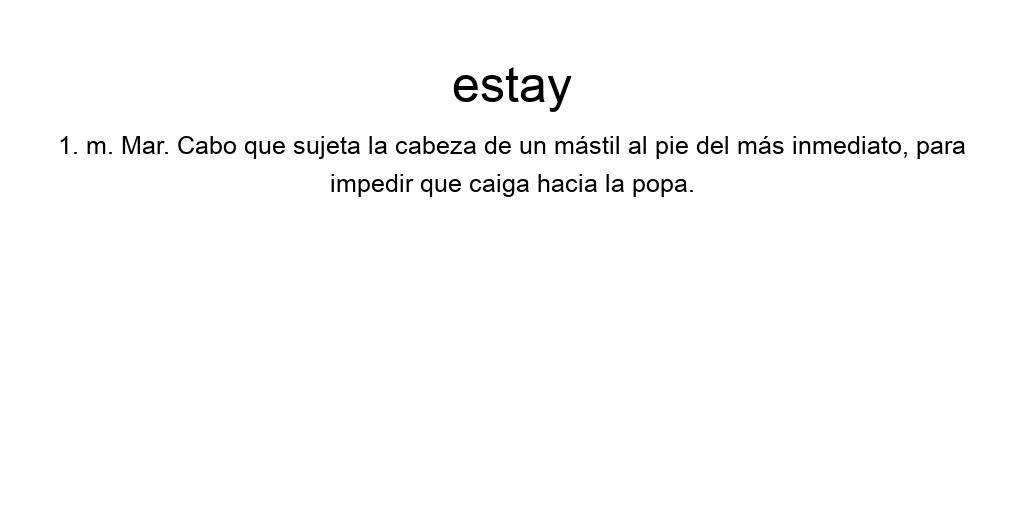 estay
1. m. Mar. Cabo que sujeta la cabeza de un mástil al pie del más inmediato, para
impedir que caiga hacia la popa.